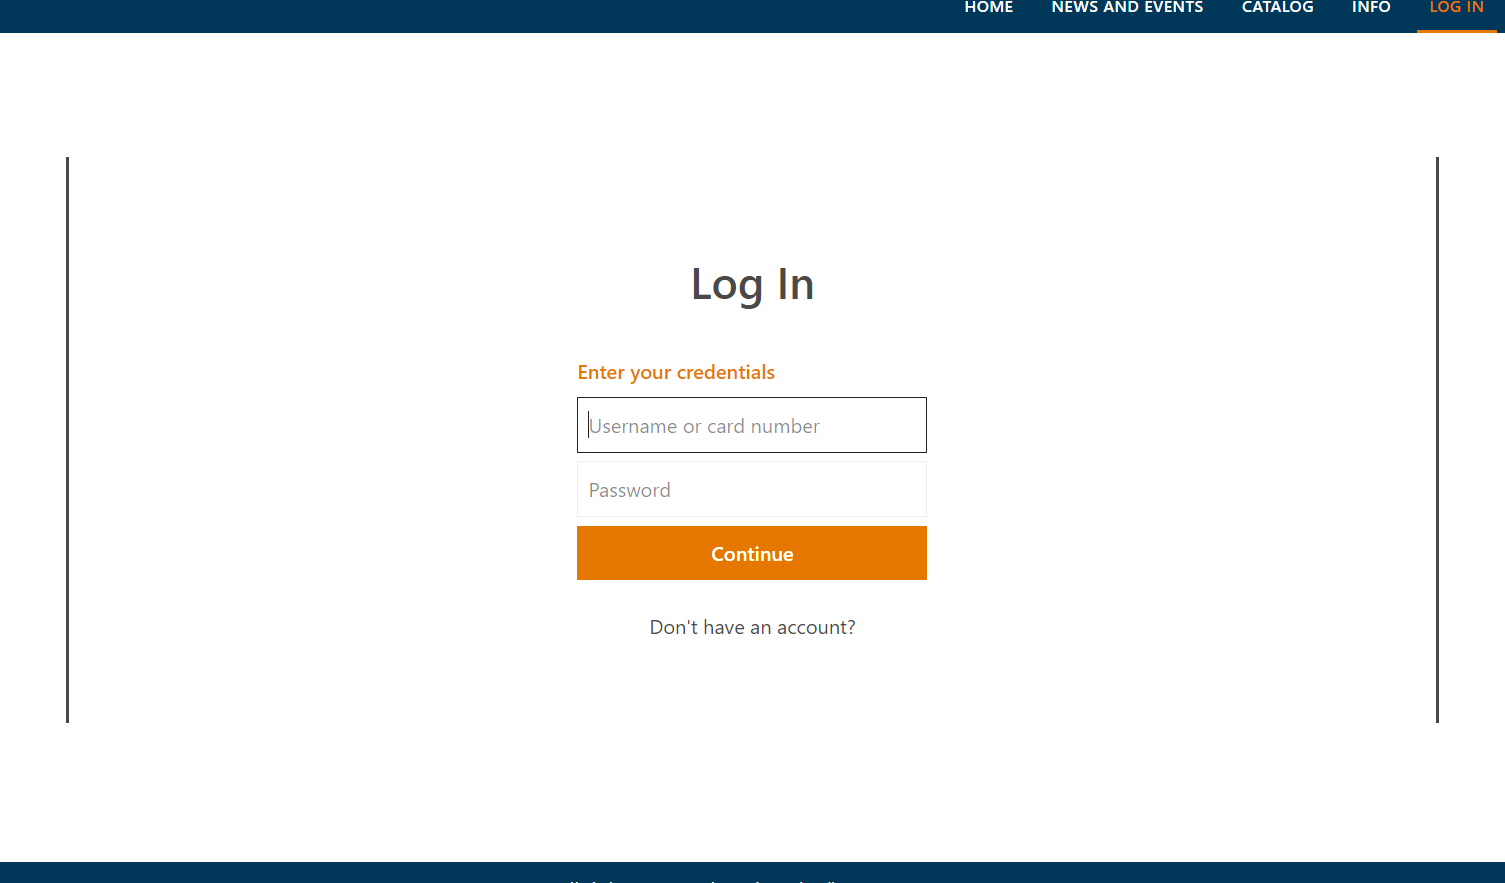 HOME NEWS AND EVENTS CATALOG INFO LOG IN
Log In
Enter your credentials
Username or card number
Password
Continue
Don't have an account?